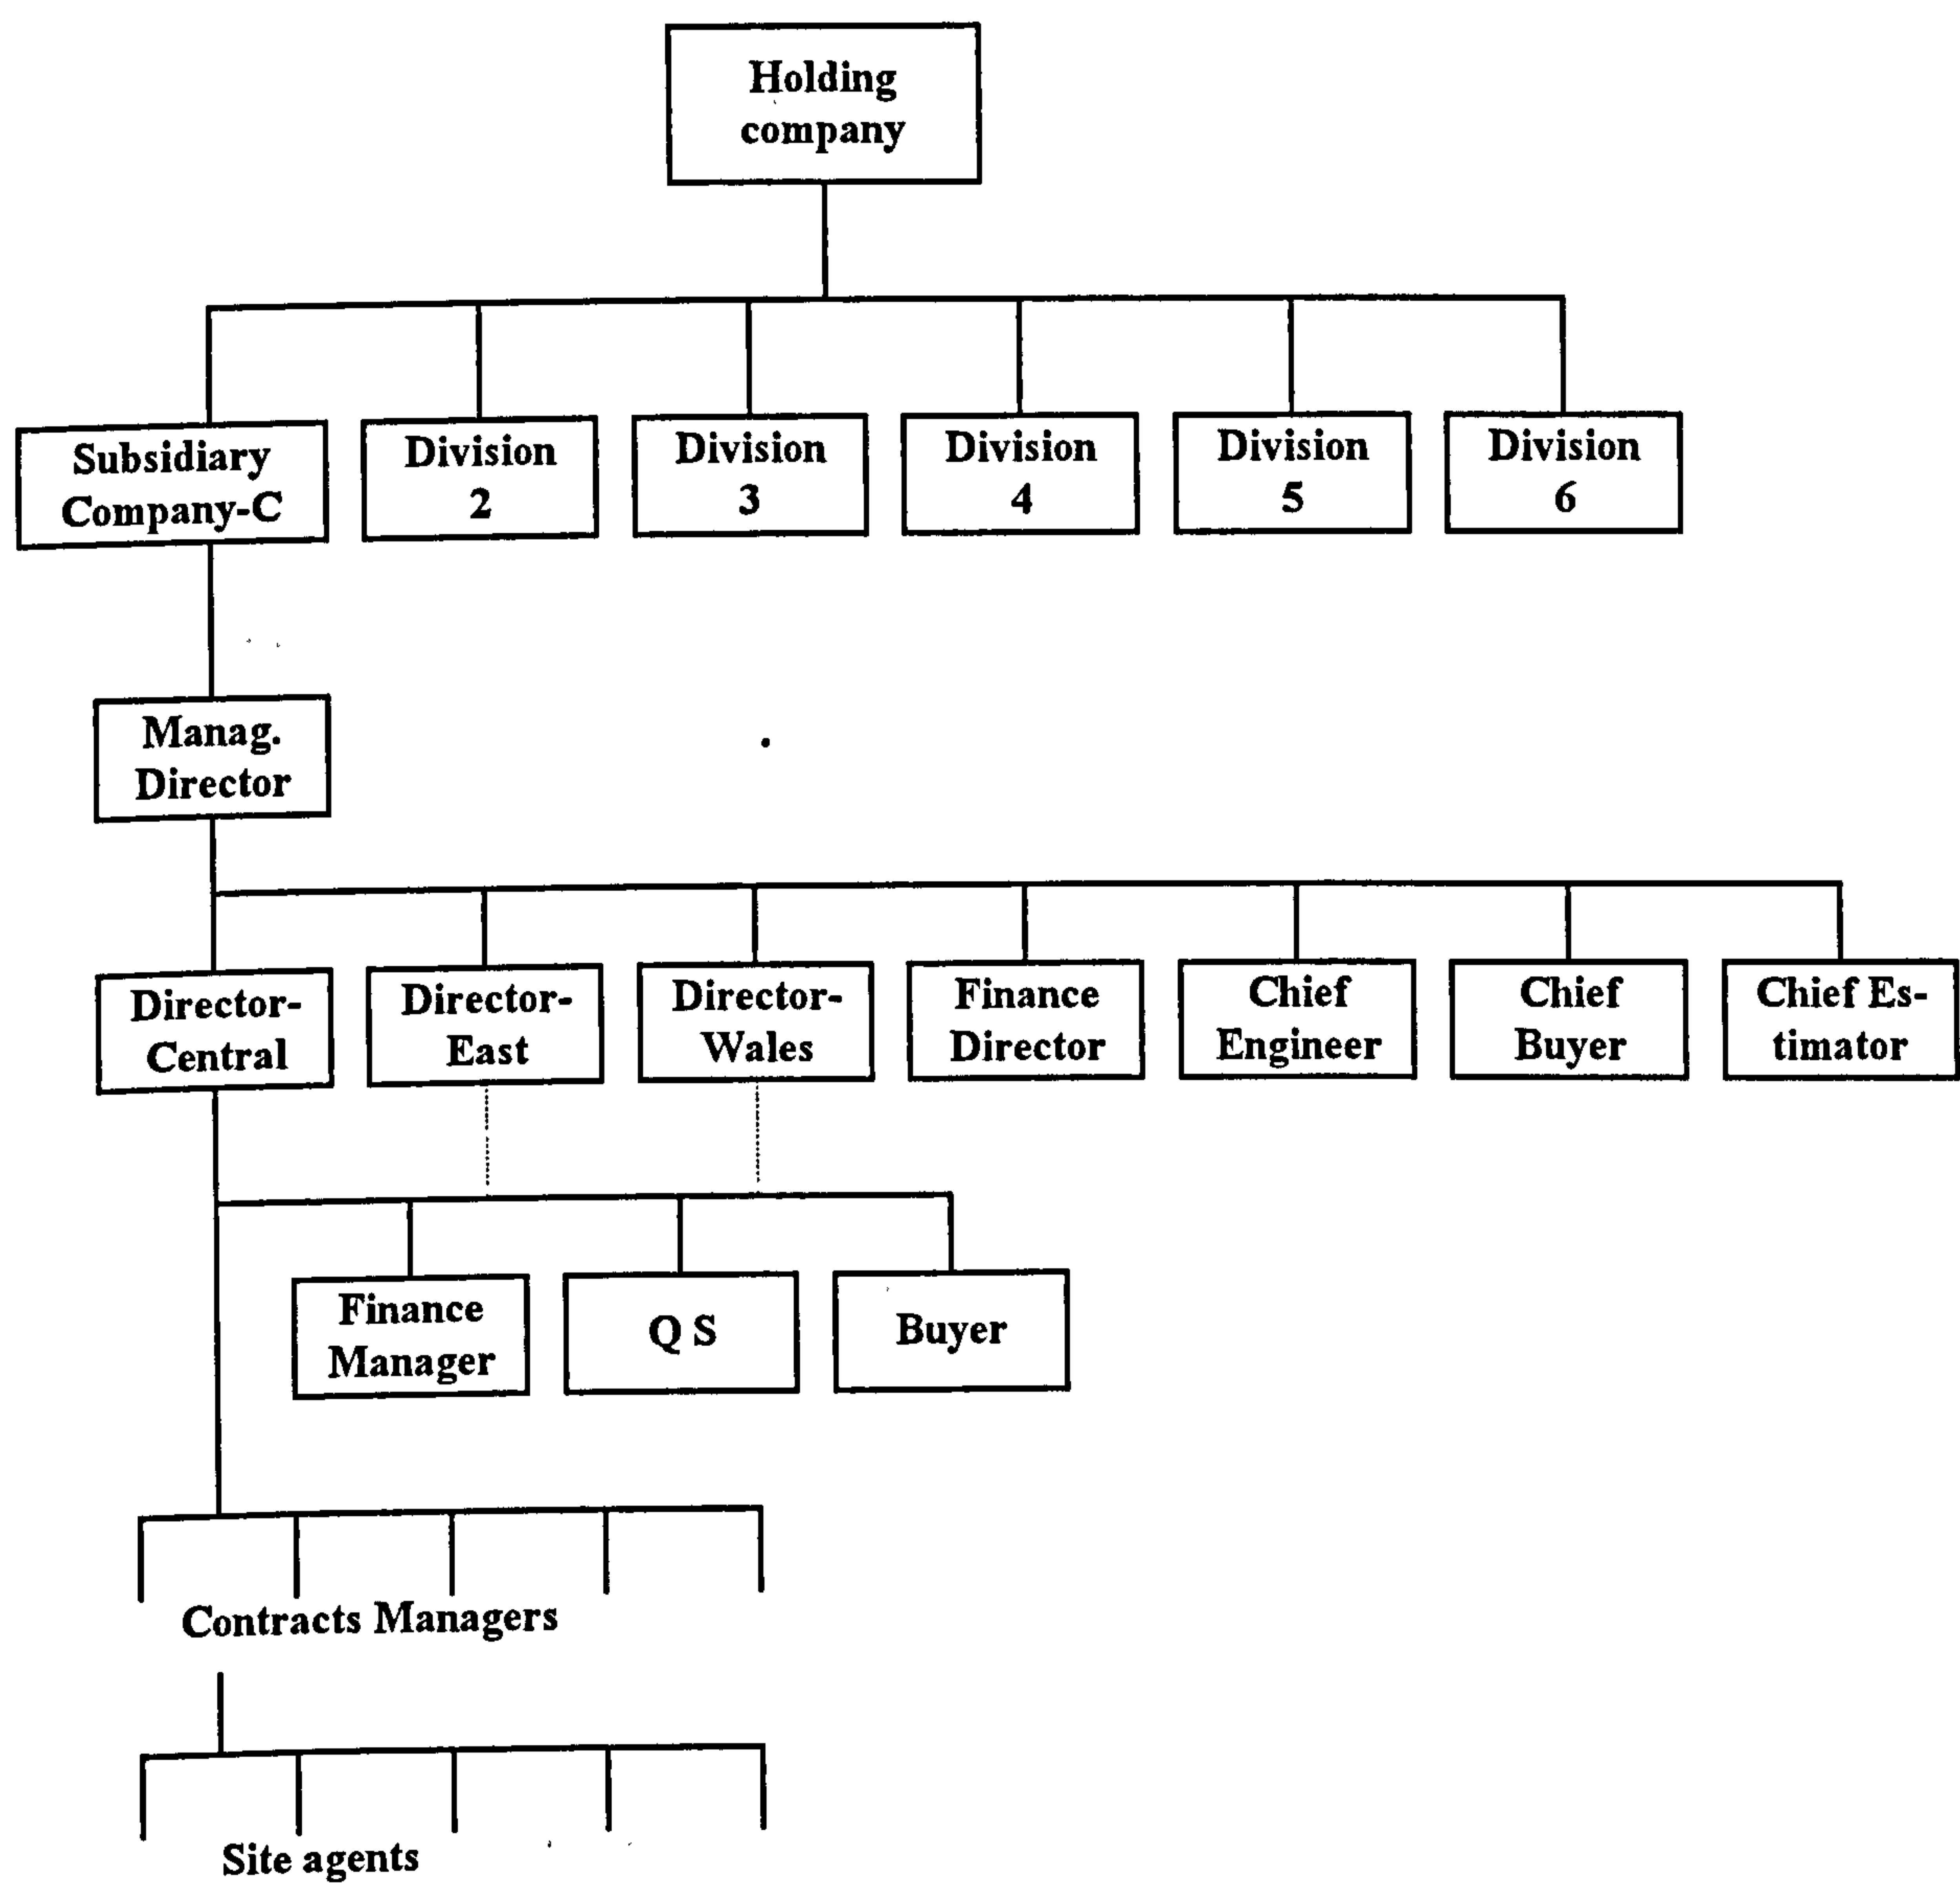 Holding
company
Subsidiary
Company-C
Division
2
Division
3
Division
4
Division
5
Division
6
Manag.
Director
Director-
Central
Director-
East
Director-
Wales
Finance
Director
Chief
Engineer
Chief
Buyer
Chief Es-
timator
Finance
Manager
Q S
Buyer
Contracts Managers
Site agents